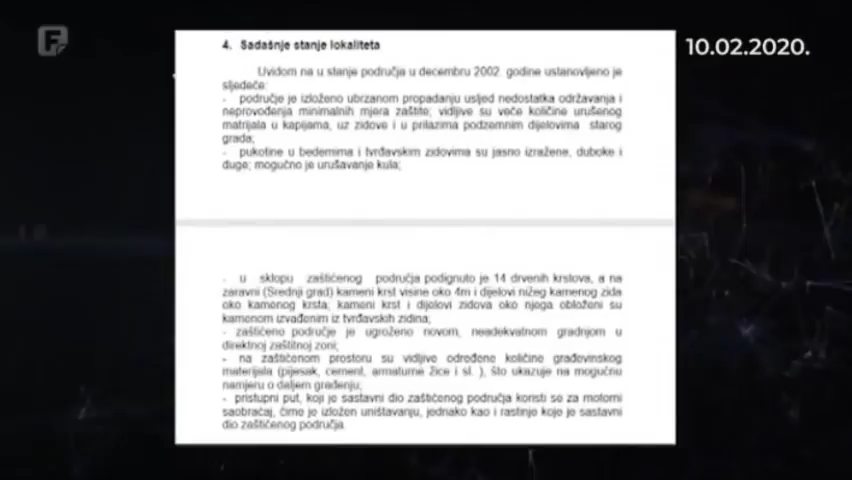 10.02.2020.
4. Sadašnje stanje lokaliteta
Uvidom na u stanje područja u decembru 2002. godine ustanovljeno je
sljedeće:
- područje je izloženo ubrzanom propadanju usljed nedostatka održavanja i
neprovođenja minimalnih mjera zaštite; vidljive su veće količine urušenog
matrijala u kapijama, uz zidove i u prilazima podzemnim dijelovima starog
grada;
- pukotine u bedemima i tvrđavskim zidovima su jasno izražene, duboke i
duge; mogućno je urušavanje kula;
- u sklopu zaštićenog područja podignuto je 14 drvenih krstova, a na
zaravni (Srednji grad) kameni krst visine oko 4m i dijelovi nižeg kamenog zida
oko kamenog krsta; kameni krst i dijelovi zidova oko njega obloženi su
kamenom izvađenim iz tvrđavskih zidina;
- zaštićeno područje je ugroženo novom, neadekvatnom gradnjom u
direktnoj zaštitnoj zoni;
- na zaštićenom prostoru su vidljive određene količine građevinskog
materijala (pijesak, cement, armaturne žice i sl. ), što ukazuje na mogućnu
namjeru o daljem građenju;
- pristupni put, koji je sastavni dio zaštićenog područja koristi se za motorni
saobraćaj, čime je izložen uništavanju, jednako kao i rastinje koje je sastavni
dio zaštićenog područja.